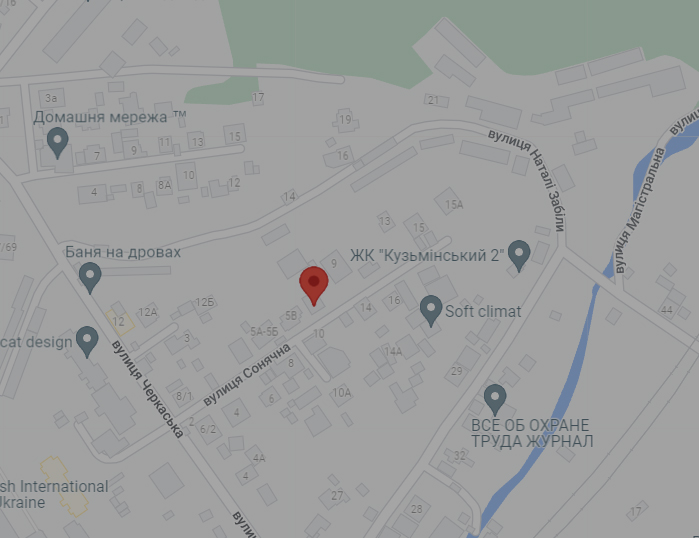 3а
17
Домашня мережа ™
19
21
7
9
11
13
15
4
8
8А
10
12
16
14
вулиця Наталі Забіли
вулиця Магістральна
вулиц
/69
15А
13
15
Баня на дровах
ЖК "Кузьмінський 2"
9
12Б
12А
12
5В
5А-5Б
14
16
Soft climat
44
cat design
3
10
8
14А
вулиця Черкаська
вулиця Сонячна
29
8/1
6
10А
4
2
6/2
ВСЕ ОБ ОХРАНЕ
ТРУДА ЖУРНАЛ
4А
4
32
sh International
Ukraine
27
28
17
вули